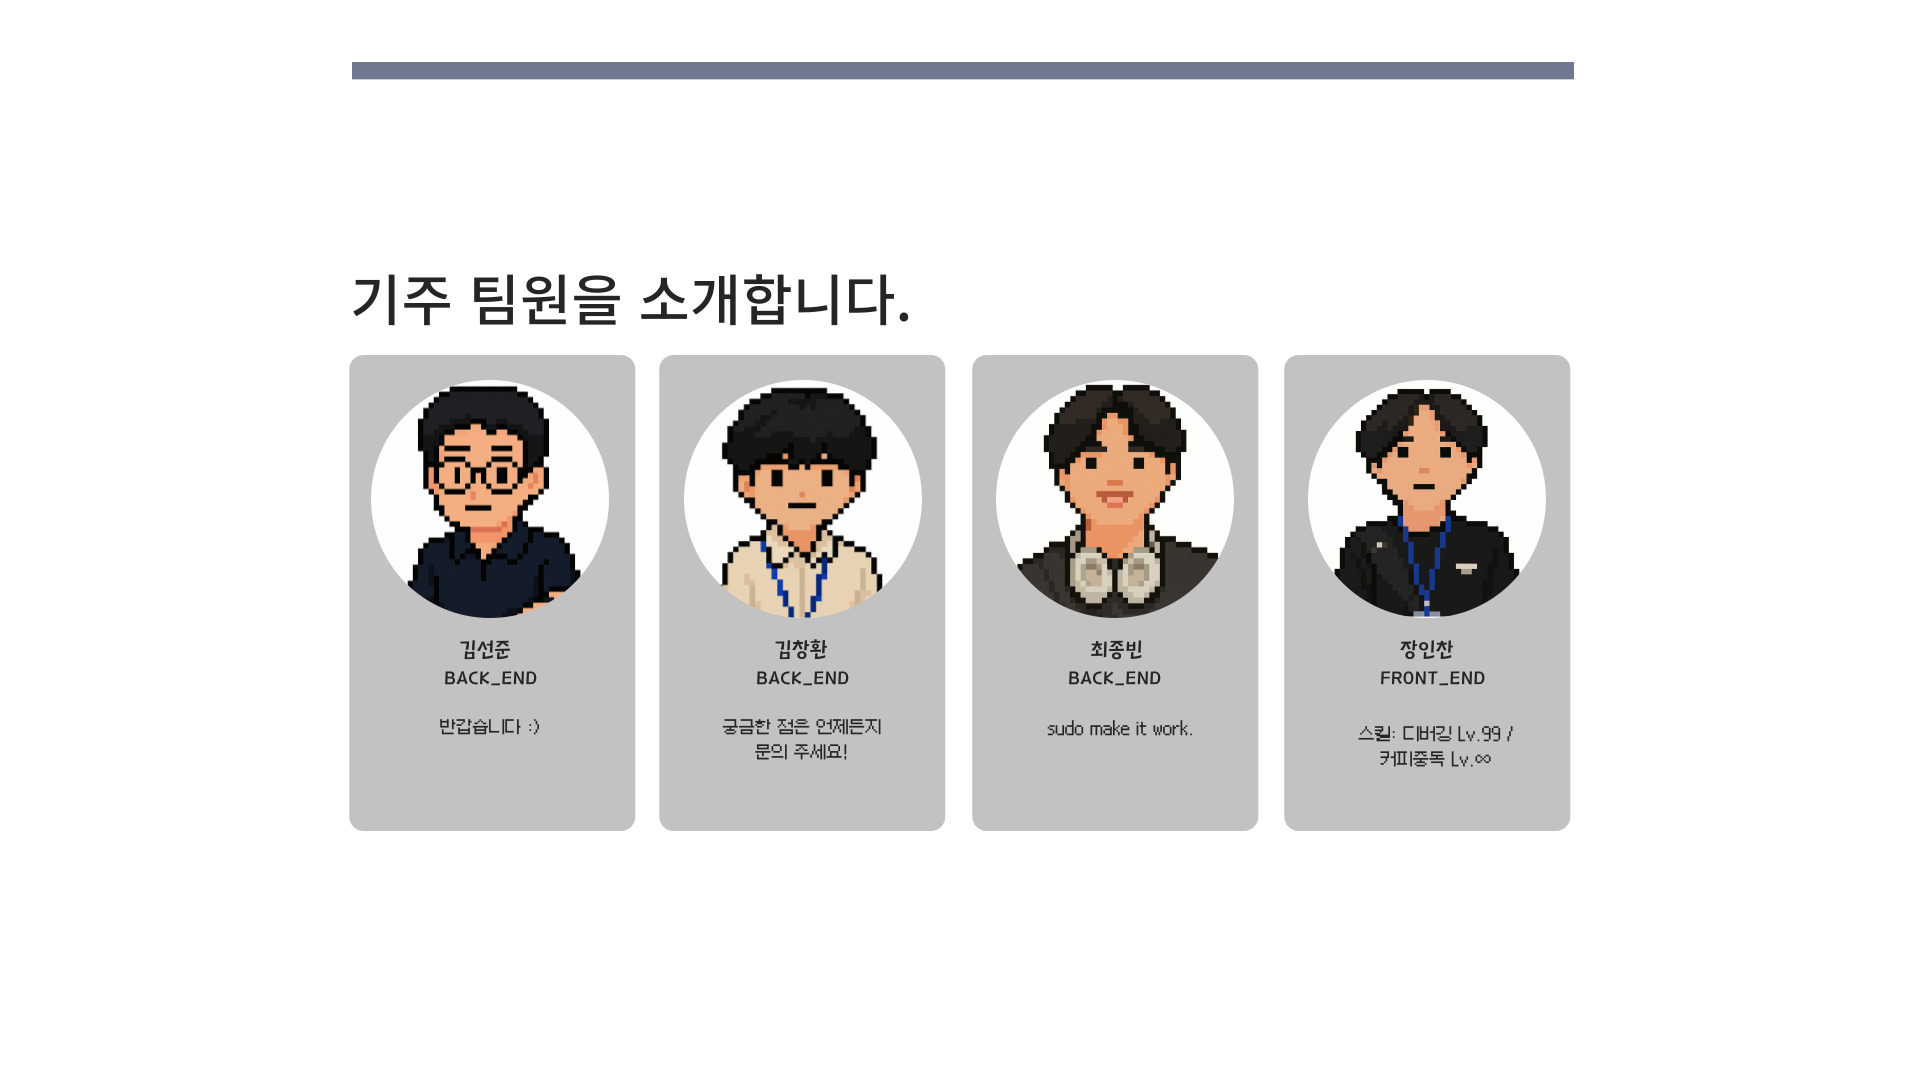 기주 팀원을 소개합니다.
김선준
BACK_END
반갑습니다 :)
김창환
BACK_END
궁금한 점은 언제든지
문의 주세요!
최종빈
BACK_END
sudo make it work.
장인찬
FRONT_END
스킬: 디버깅 Lv.99 /
커피중독 Lv.∞